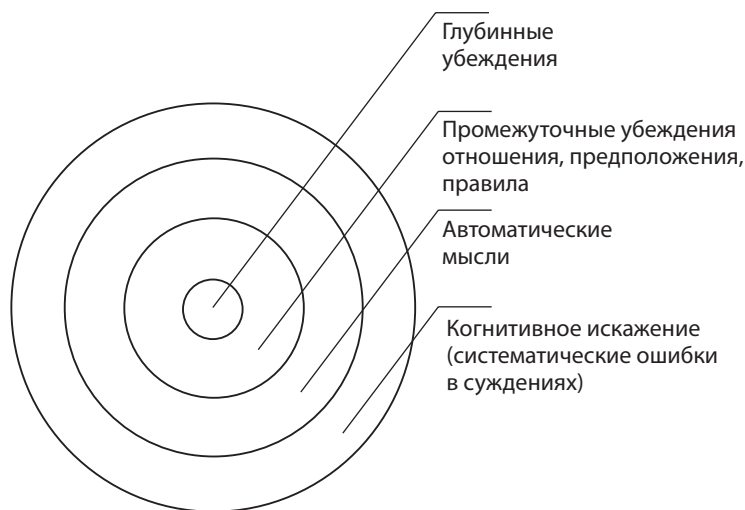 Глубинные
убеждения
Промежуточные убеждения
отношения, предположения,
правила
Автоматические
мысли
Когнитивное искажение
(систематические ошибки
в суждениях)